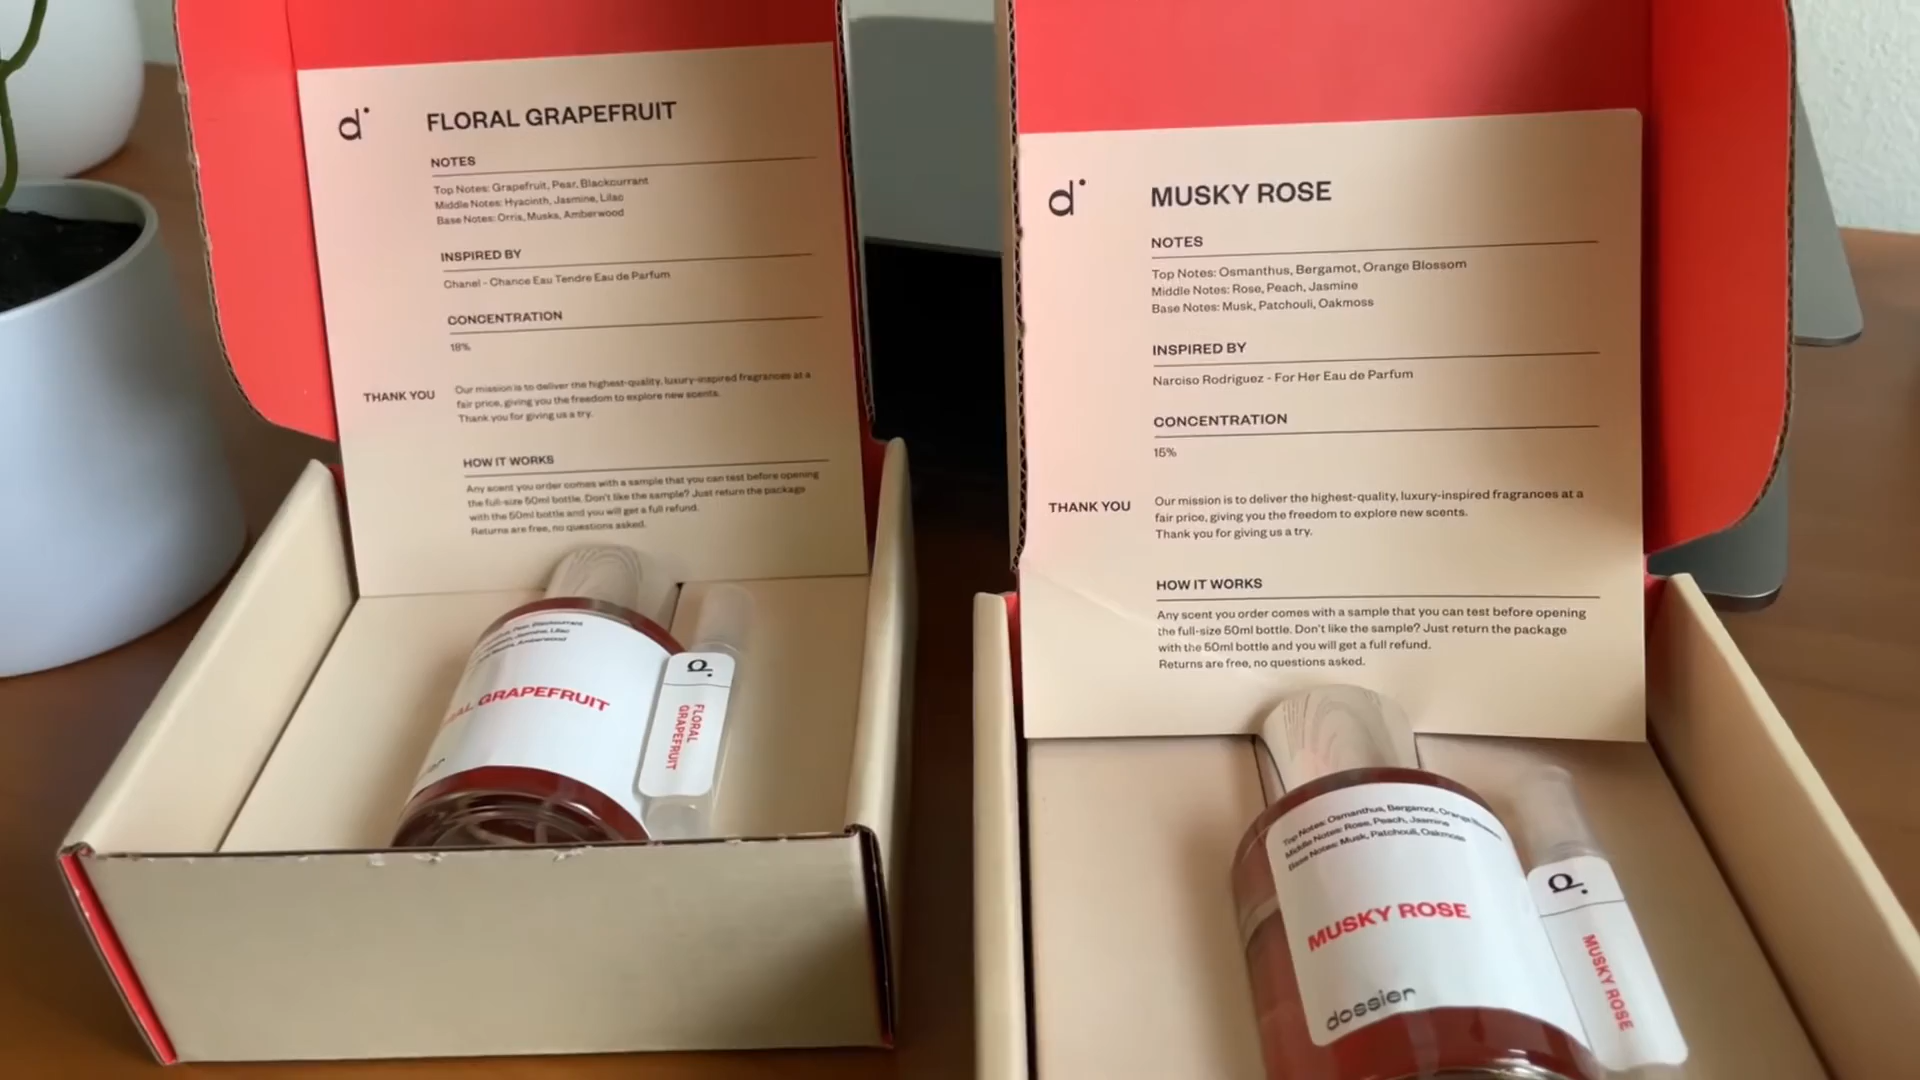 d
FLORAL GRAPEFRUIT
NOTES
Top Notes: Grapefruit, Pear, Blackcurrant
Middle Notes: Hyacinth, Jasmine, Lilac
Base Notes: Orris, Musks, Amberwood
INSPIRED BY
Chanel - Chance Eau Tendre Eau de Parfum
CONCENTRATION
18%
THANK YOU
Our mission is to deliver the highest-quality, luxury-inspired fragrances at a
fair price, giving you the freedom to explore new scents.
Thank you for giving us a try.
HOW IT WORKS
Any scent you order comes with a sample that you can test before opening
the full-size 50ml bottle. Don't like the sample? Just return the package
with the 50ml bottle and you will get a full refund.
Returns are free, no questions asked.
Pear, Blackcurrant
Jasmine, Lilac
Amberwood
GRAPEFRUIT
d
FLORAL
GRAPEFRUIT
d
MUSKY ROSE
NOTES
Top Notes: Osmanthus, Bergamot, Orange Blossom
Middle Notes: Rose, Peach, Jasmine
Base Notes: Musk, Patchouli, Oakmoss
INSPIRED BY
Narciso Rodriguez - For Her Eau de Parfum
CONCENTRATION
15%
THANK YOU
Our mission is to deliver the highest-quality, luxury-inspired fragrances at a
fair price, giving you the freedom to explore new scents.
Thank you for giving us a try.
HOW IT WORKS
Any scent you order comes with a sample that you can test before opening
the full-size 50ml bottle. Don't like the sample? Just return the package
with the 50ml bottle and you will get a full refund.
Returns are free, no questions asked.
Top Notes: Osmanthus, Bergamot, Orange Blossom
Middle Notes: Rose, Peach, Jasmine
Base Notes: Musk, Patchouli, Oakmoss
MUSKY ROSE
dossier
d
MUSKY ROSE